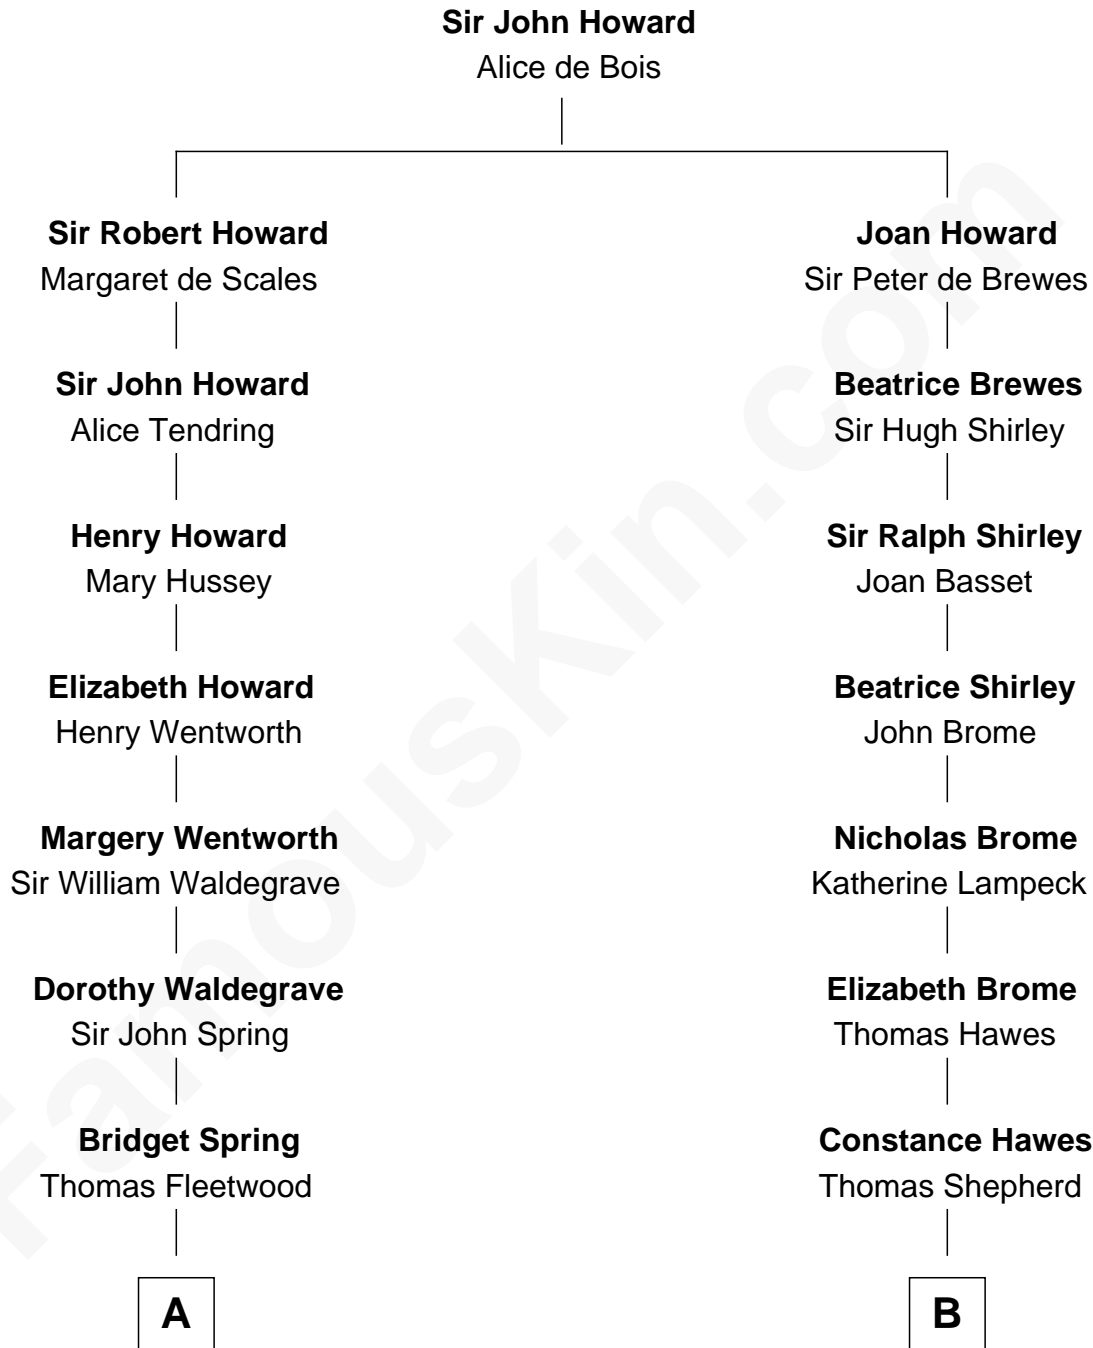 Sir John Howard
Alice de Bois
Sir Robert Howard
Margaret de Scales
Joan Howard
Sir Peter de Brewes
Sir John Howard
Alice Tendring
Beatrice Brewes
Sir Hugh Shirley
Henry Howard
Mary Hussey
Sir Ralph Shirley
Joan Basset
Elizabeth Howard
Henry Wentworth
Beatrice Shirley
John Brome
Margery Wentworth
Sir William Waldegrave
Nicholas Brome
Katherine Lampeck
Dorothy Waldegrave
Sir John Spring
Elizabeth Brome
Thomas Hawes
Bridget Spring
Thomas Fleetwood
Constance Hawes
Thomas Shepherd
A
B
FamousKin.com